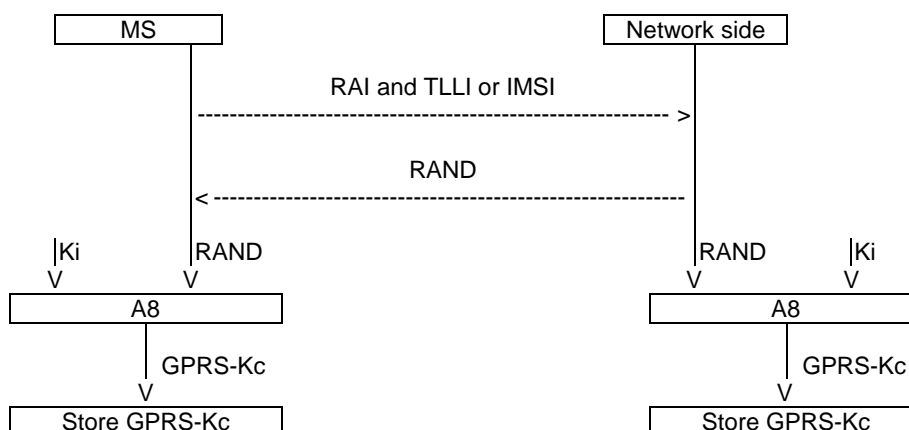 MS Network side
RAI and TLLI or IMSI
---------------------------------------------------------- >
RAND
< ----------------------------------------------------------
Ki RAND RAND Ki
V V V V
A8 A8
GPRS-Kc GPRS-Kc
V V
Store GPRS-Kc Store GPRS-Kc